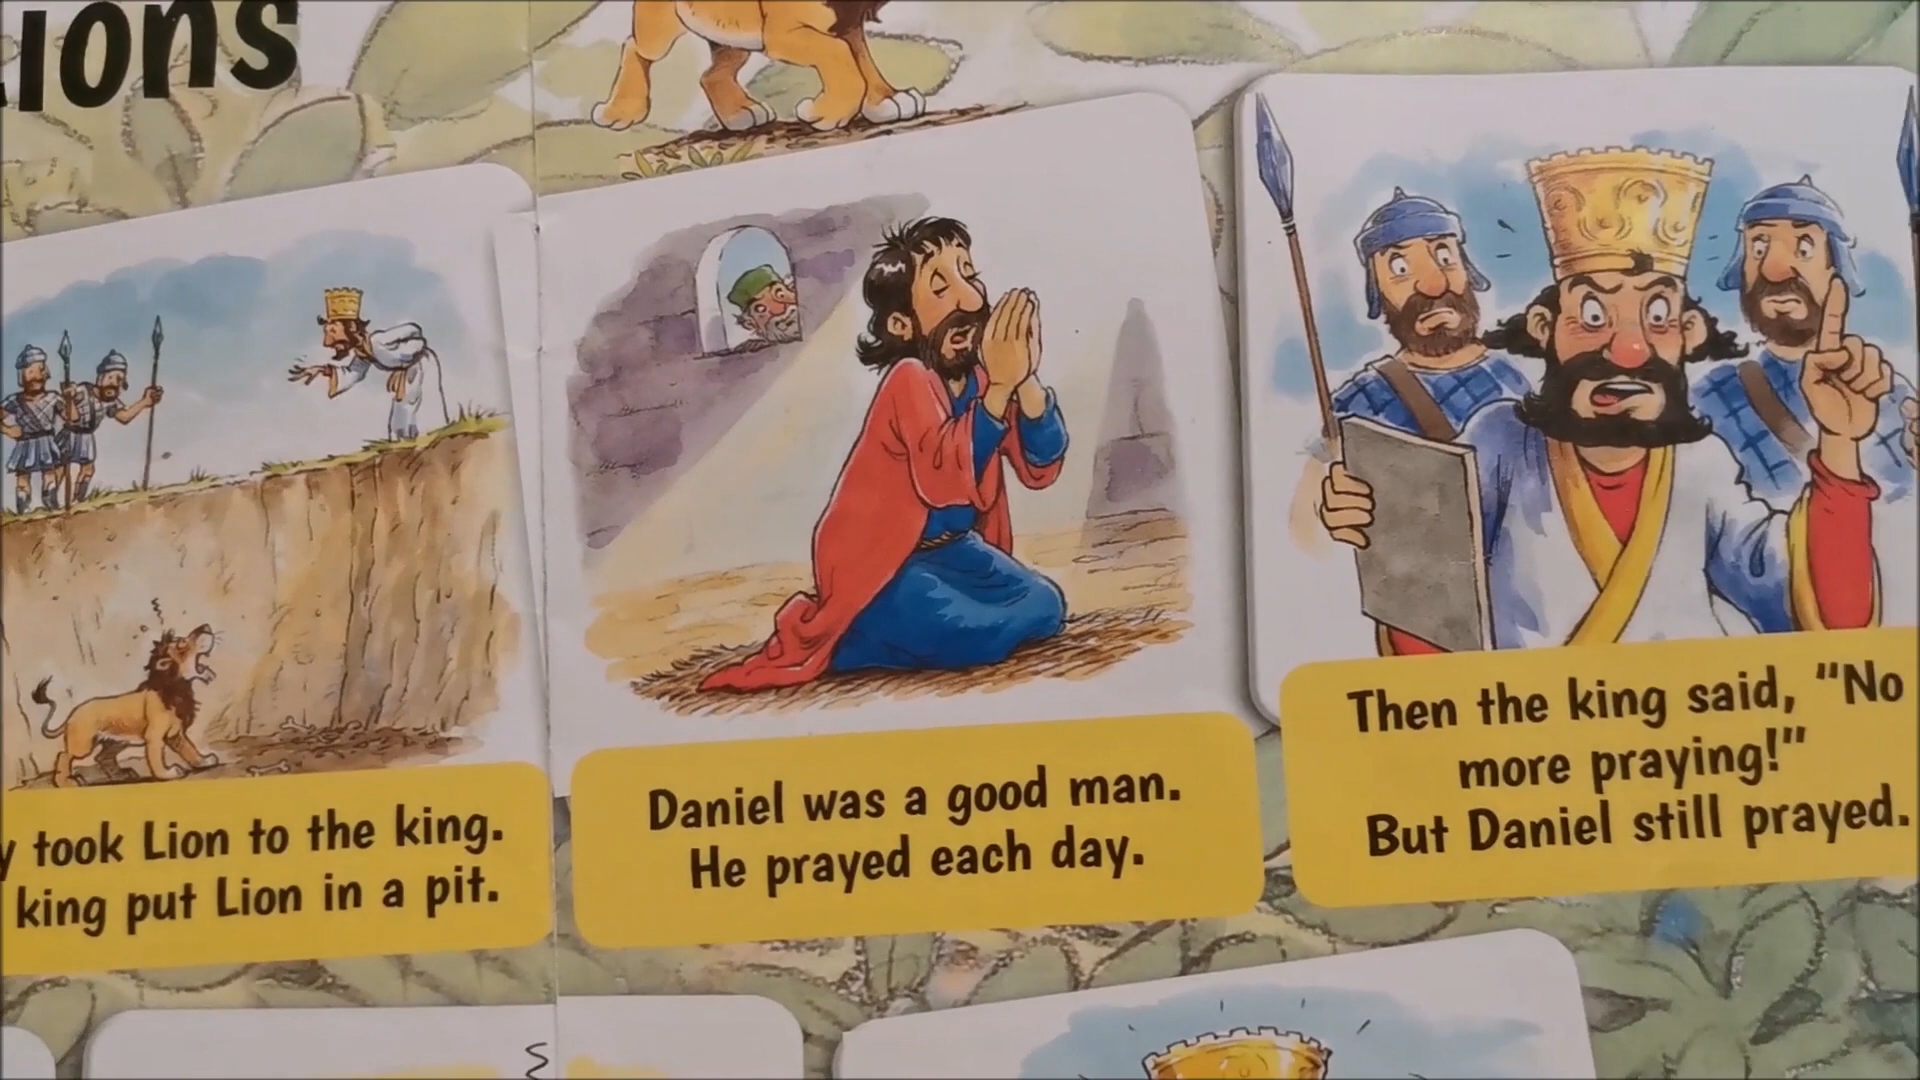 ions
took Lion to the king.
king put Lion in a pit.
Daniel was a good man.
He prayed each day.
Then the king said, "No
more praying!"
But Daniel still prayed.